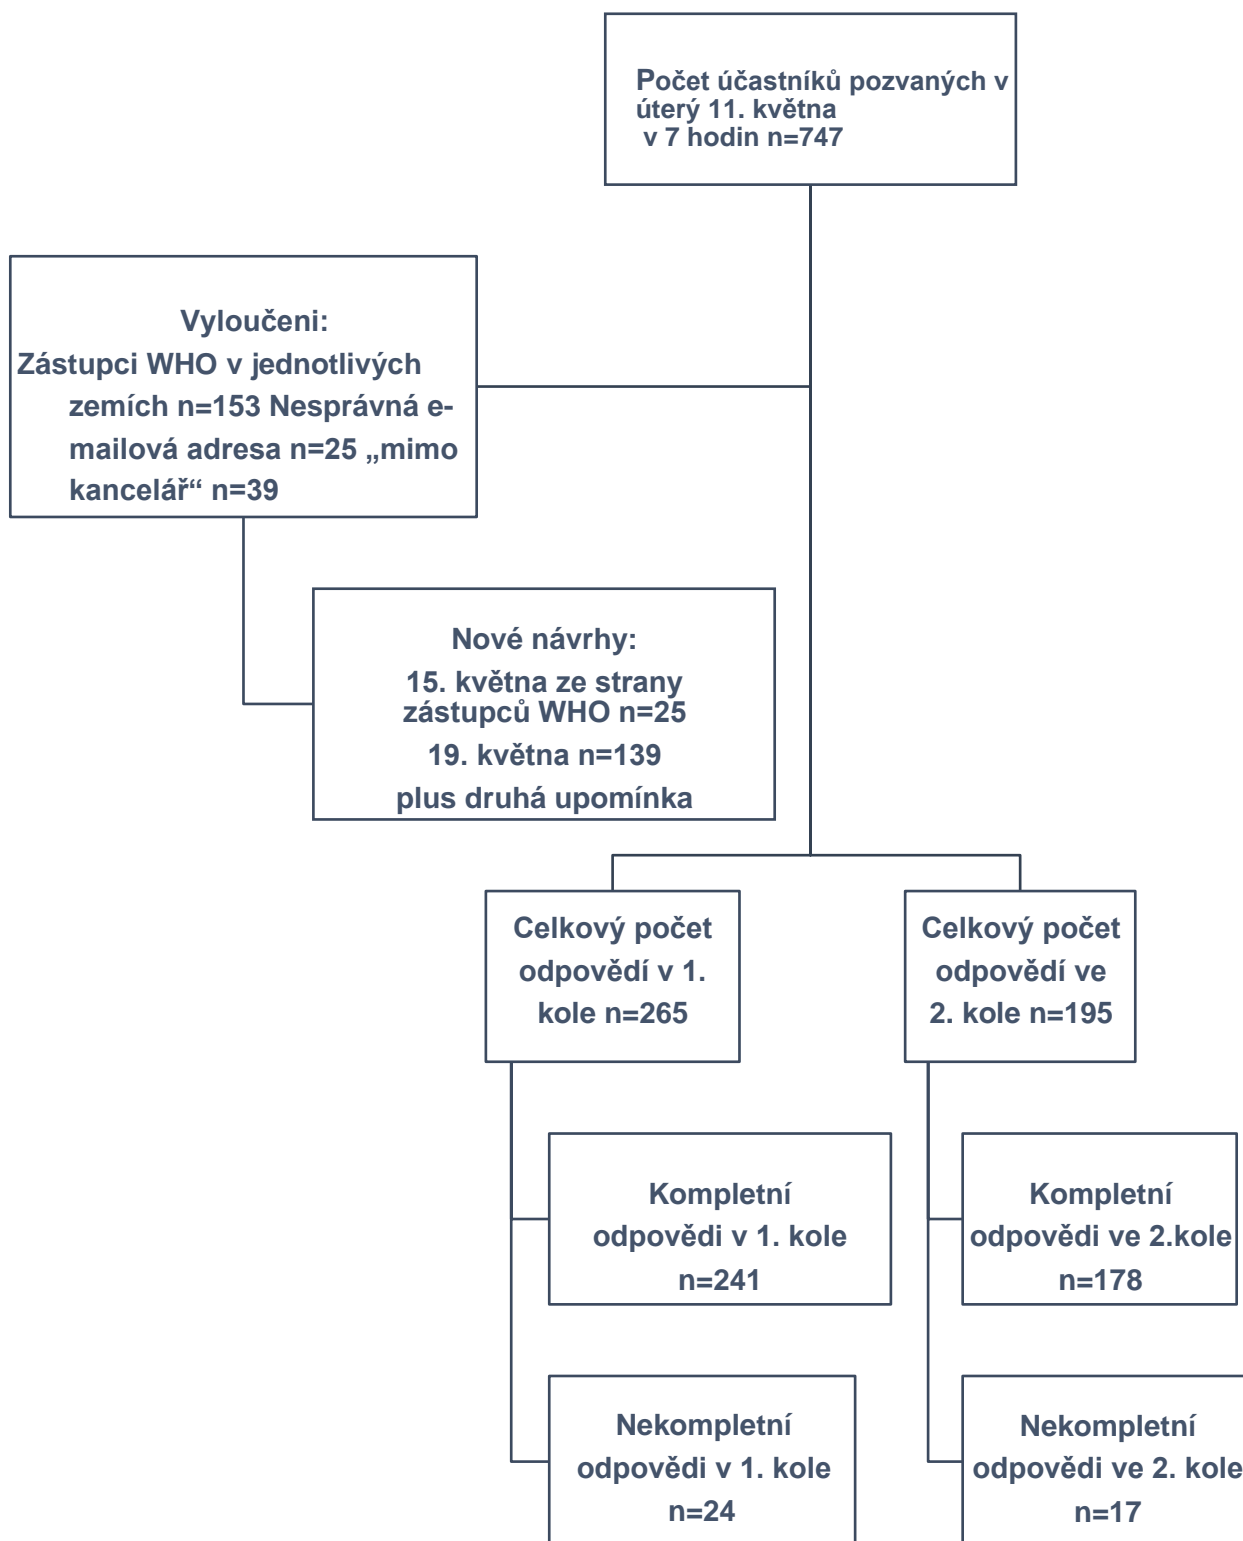 Počet účastníků pozvaných v
úterý 11. května
v 7 hodin n=747
Vyloučeni:
Zástupci WHO v jednotlivých
zemích n=153 Nesprávná e-
mailová adresa n=25 „mimo
kancelář“ n=39
Nové návrhy:
15. května ze strany
zástupců WHO n=25
19. května n=139
plus druhá upomínka
Celkový počet
odpovědí v 1.
kole n=265
Celkový počet
odpovědí ve
2. kole n=195
Kompletní
odpovědi v 1. kole
n=241
Kompletní
odpovědi ve 2.kole
n=178
Nekompletní
odpovědi v 1. kole
n=24
Nekompletní
odpovědi ve 2. kole
n=17